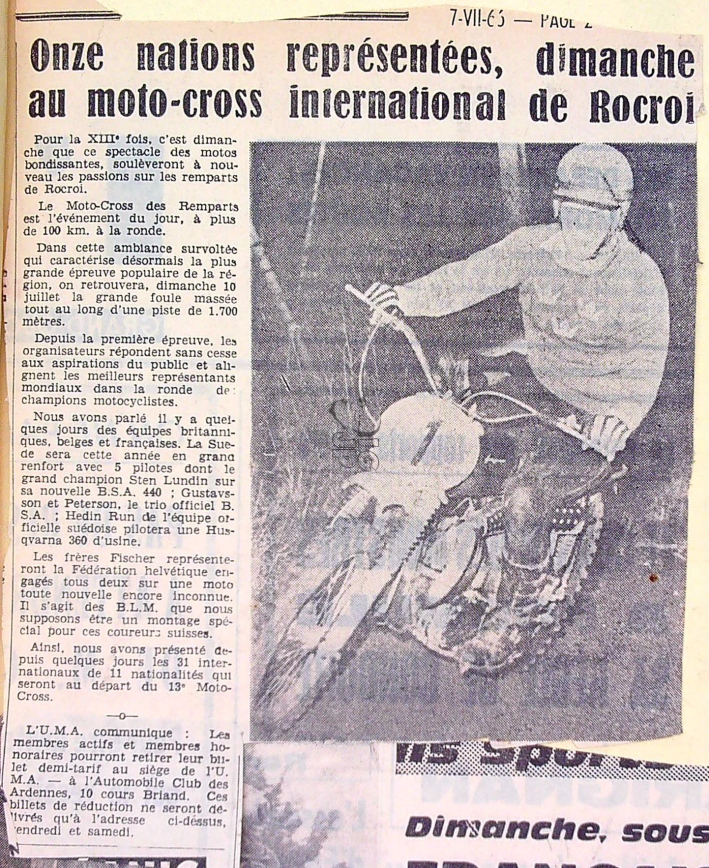 7-VII-65 — PAGE 2
Onze nations représentées, dimanche
au moto-cross international de Rocroi
Pour la XIIIe fois, c'est diman-
che que ce spectacle des motos
bondissantes, soulèveront à nou-
veau les passions sur les remparts
de Rocroi.
Le Moto-Cross des Remparts
est l'événement du jour, à plus
de 100 km. à la ronde.
Dans cette ambiance survoltée
qui caractérise désormais la plus
grande épreuve populaire de la ré-
gion, on retrouvera, dimanche 10
juillet la grande foule massée
tout au long d'une piste de 1.700
mètres.
Depuis la première épreuve, les
organisateurs répondent sans cesse
aux aspirations du public et ali-
gnent les meilleurs représentants
mondiaux dans la ronde de
champions motocyclistes.
Nous avons parlé il y a quel-
ques jours des équipes britanni-
ques, belges et françaises. La Suè-
de sera cette année en grand
renfort avec 5 pilotes dont le
grand champion Sten Lundin sur
sa nouvelle B.S.A. 440 ; Gustavs-
son et Peterson, le trio officiel B.
S.A. ; Hedin Run de l'équipe of-
ficielle suédoise pilotera une Hus-
qvarna 360 d'usine.
Les frères Fischer représente-
ront la Fédération helvétique en-
gagés tous deux sur une moto
toute nouvelle encore inconnue.
Il s'agit des B.L.M. que nous
supposons être un montage spé-
cial pour ces coureurs suisses.
Ainsi, nous avons présenté de-
puis quelques jours les 31 inter-
nationaux de 11 nationalités qui
seront au départ du 13e Moto-
Cross.
L'U.M.A. communique : Les
membres actifs et membres ho-
noraires pourront retirer leur bil-
let demi-tarif au siège de l'U.
M.A. — à l'Automobile Club des
Ardennes, 10 cours Briand. Ces
billets de réduction ne seront dé-
livrés qu'à l'adresse ci-dessus,
vendredi et samedi.
1
Dimanche, sous